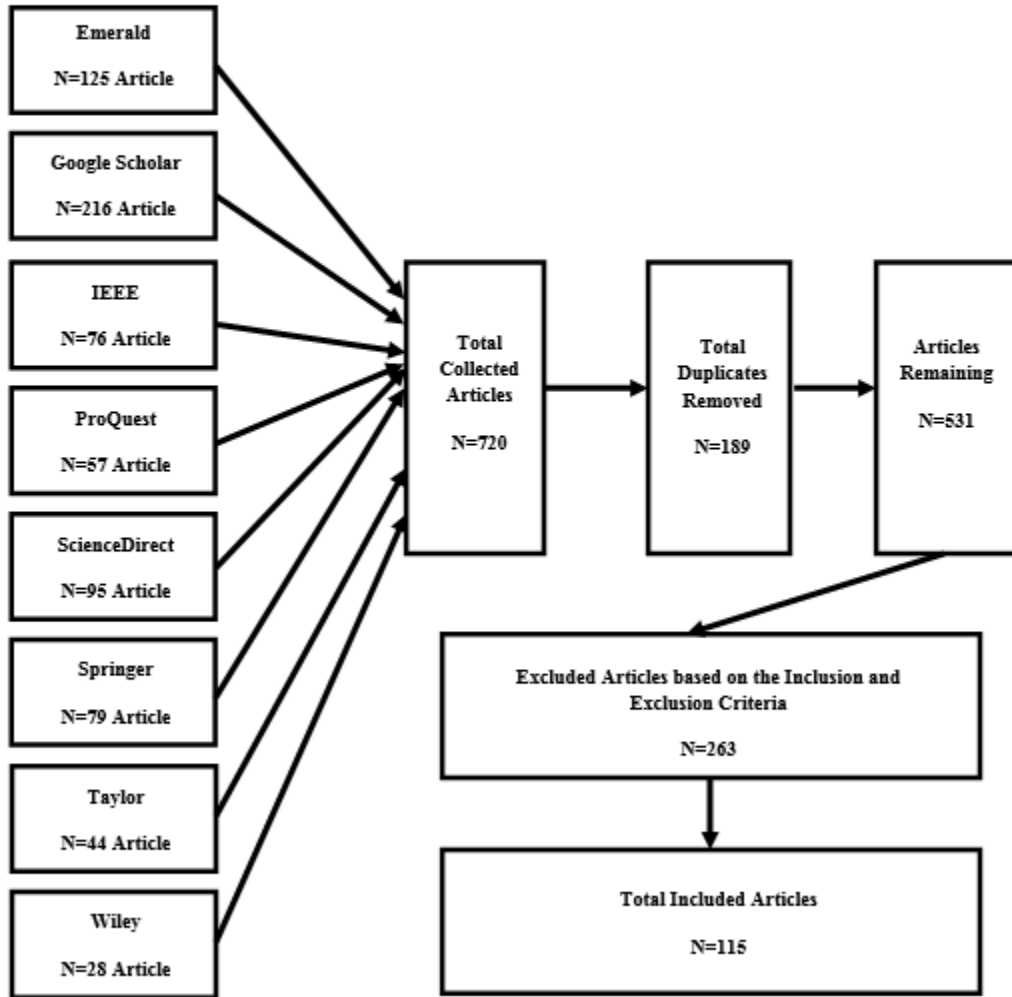 Emerald
N=125 Article
Google Scholar
N=216 Article
IEEE
N=76 Article
ProQuest
N=57 Article
ScienceDirect
N=95 Article
Springer
N=79 Article
Taylor
N=44 Article
Wiley
N=28 Article
Total
Collected
Articles
N=720
Total
Duplicates
Removed
N=189
Articles
Remaining
N=531
Excluded Articles based on the Inclusion and
Exclusion Criteria
N=263
Total Included Articles
N=115